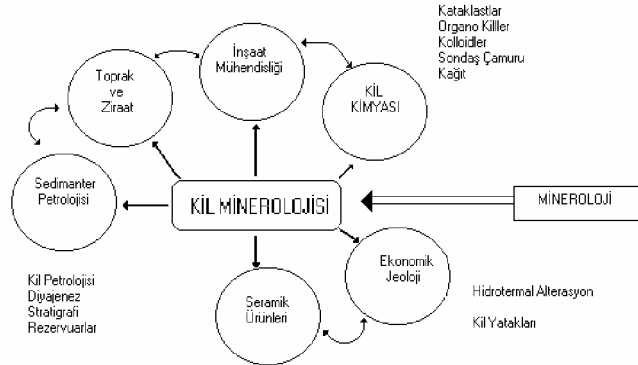 Kataklastlar
Organo Killler
Kolloidler
Sondaş Çamuru
Kağıt
İnşaat
Mühendisliği
Toprak
ve
Ziraat
KİL
KİMYASI
Sedimanter
Petrolojisi
KİL MİNEROLOJİSİ
MİNEROLOJİ
Ekonomik
Jeoloji
Seramik
Ürünleri
Kil Petrolojisi
Diyajenez
Stratigrafi
Rezervuarlar
Hidrotermal Alterasyon
Kil Yatakları